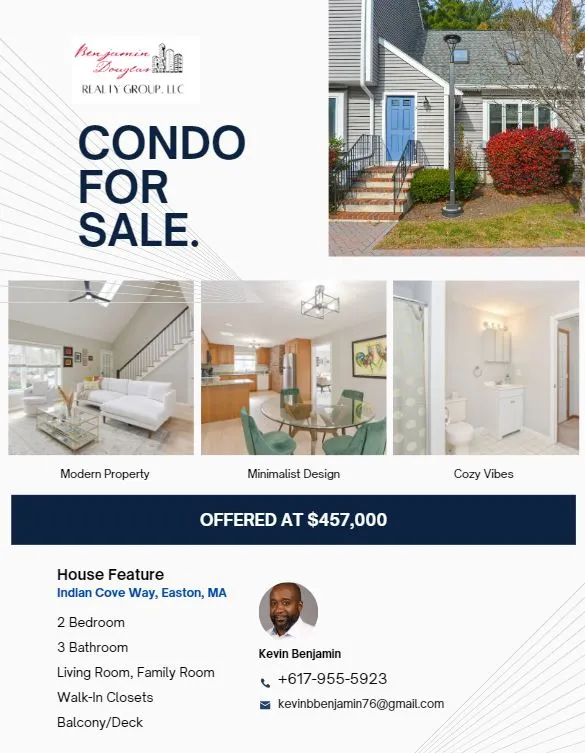 Benjamin
Douglas
REALTY GROUP, LLC
CONDO
FOR
SALE.
Modern Property
Minimalist Design
Cozy Vibes
OFFERED AT $457,000
House Feature
Indian Cove Way, Easton, MA
2 Bedroom
3 Bathroom
Living Room, Family Room
Walk-In Closets
Balcony/Deck
Kevin Benjamin
+617-955-5923
kevinbbenjamin76@gmail.com